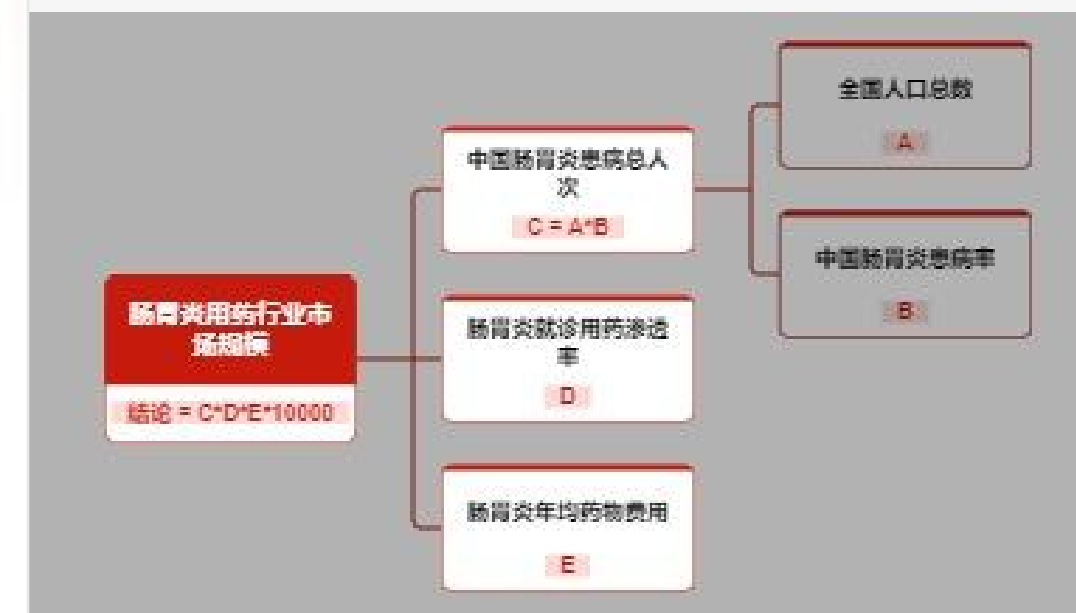 全国人口总数
A
中国肠胃炎患病总人
次
C = A*B
中国肠胃炎患病率
B
肠胃炎用药行业市
场规模
结论 = C*D*E*10000
肠胃炎就诊用药渗透
率
D
肠胃炎年均药物费用
E